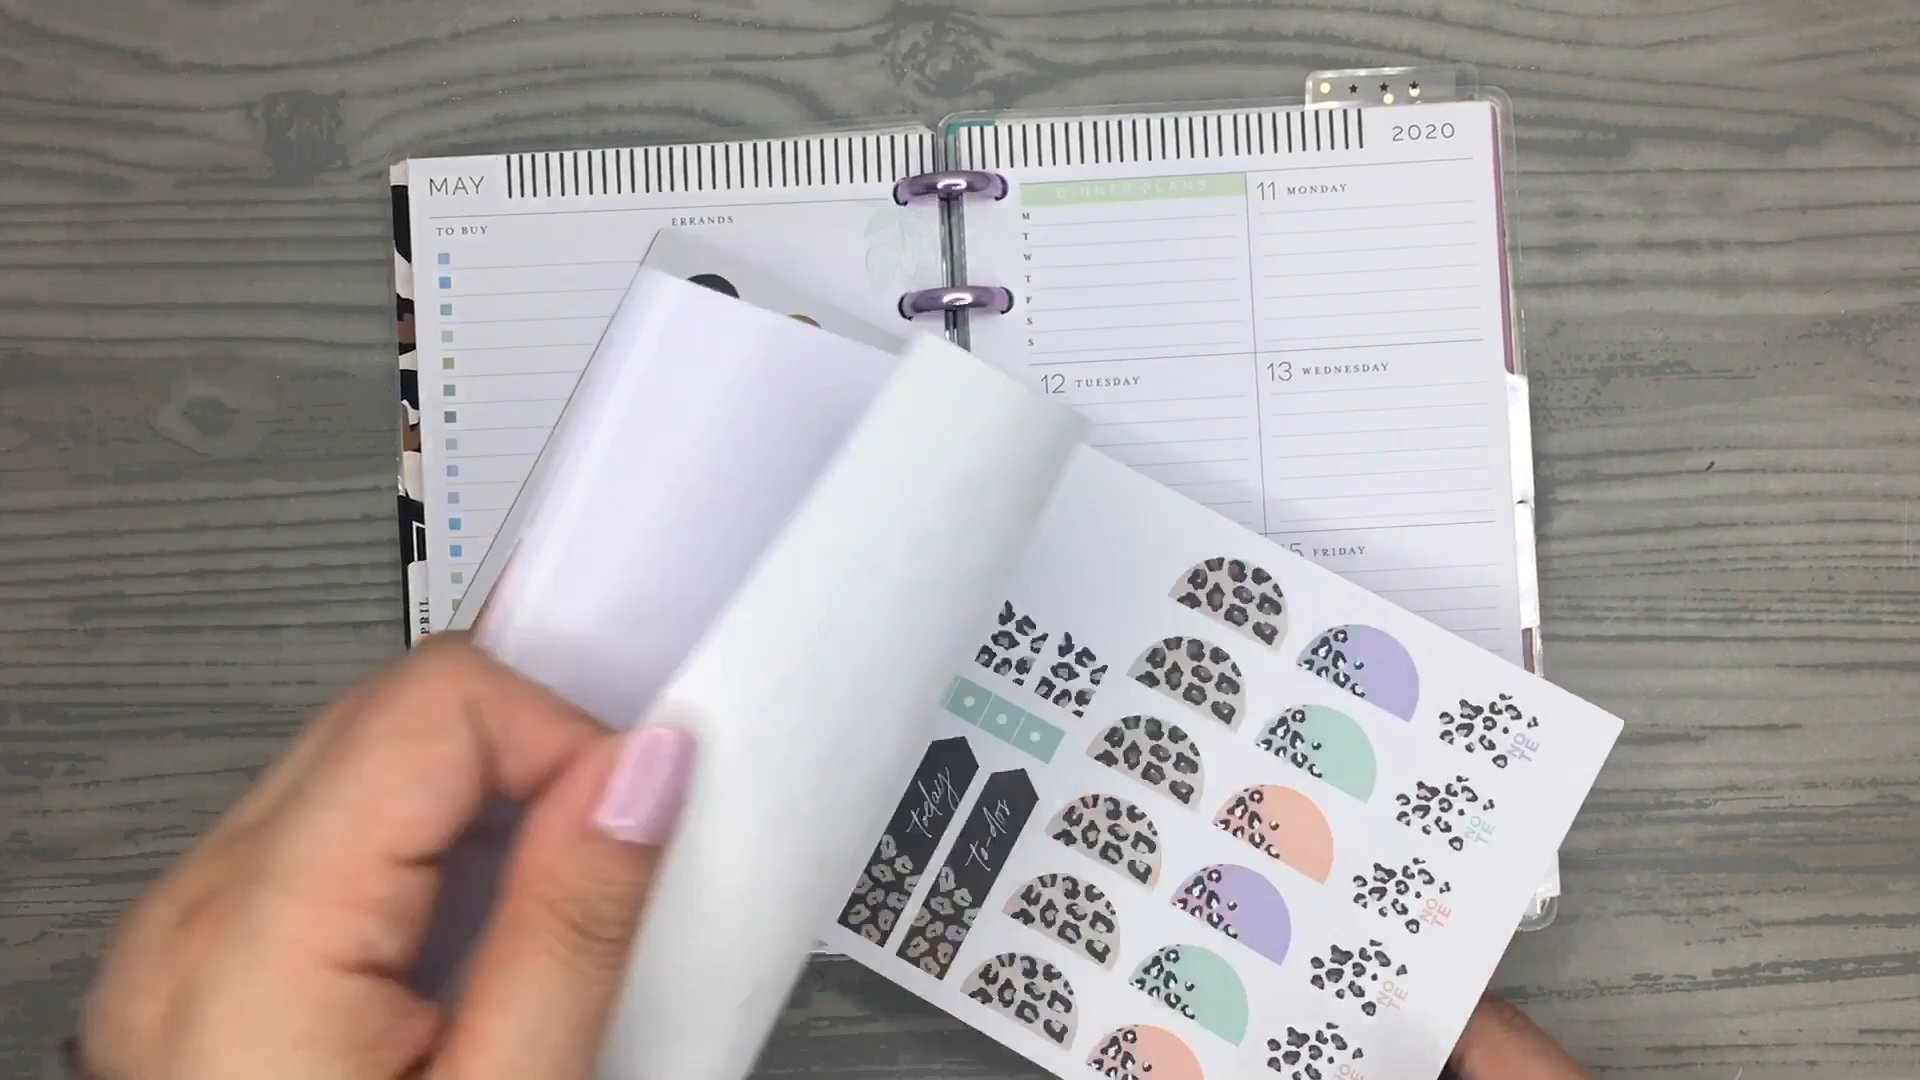 MAY
2020
TO BUY
ERRANDS
DINNER PLANS
M
T
W
T
F
S
S
11 MONDAY
12 TUESDAY
13 WEDNESDAY
15 FRIDAY
APRIL
today
to-dos
NO
TE
NO
TE
NO
TE
NO
TE